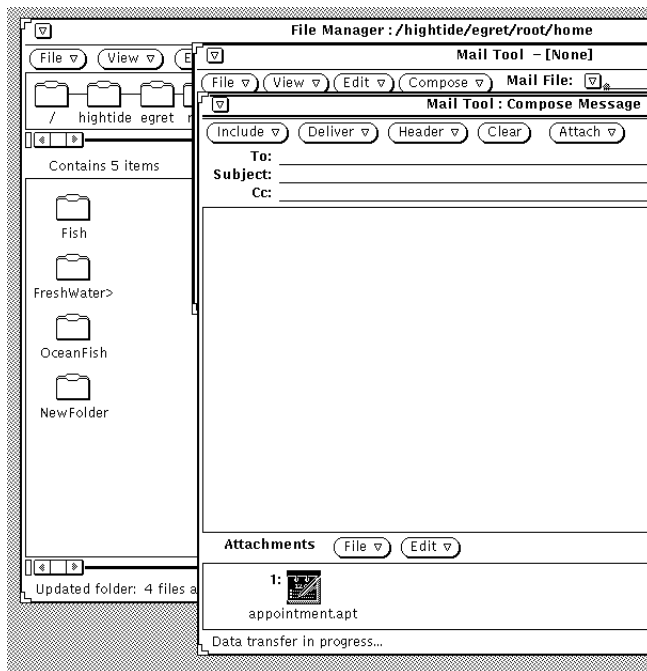 File Manager : /hightide/egret/root/home
File View E
/ hightide egret r
Contains 5 items
Fish
FreshWater>
OceanFish
NewFolder
Updated folder: 4 files a
Mail Tool – [None]
File View Edit Compose Mail File:
Mail Tool : Compose Message
Include Deliver Header Clear Attach
To:
Subject:
Cc:
Attachments File Edit
1:
appointment.apt
Data transfer in progress...